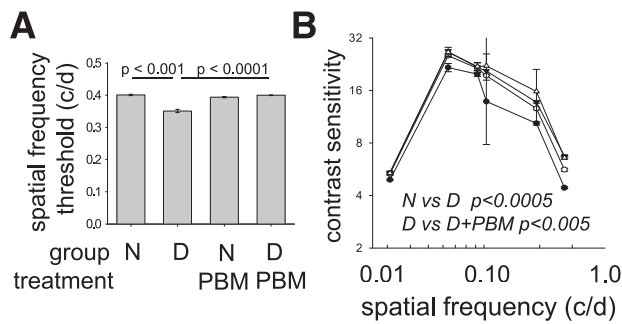 A
spatial frequency
threshold (c/d)
0,5
0,4
0,3
0,2
0,1
0,0
p < 0.001
p < 0.0001
group N D N D
treatment PBM PBM
B
contrast sensitivity
32
16
8
4
2
N vs D p<0.0005
D vs D+PBM p<0.005
0.01 0.10 1.0
spatial frequency (c/d)